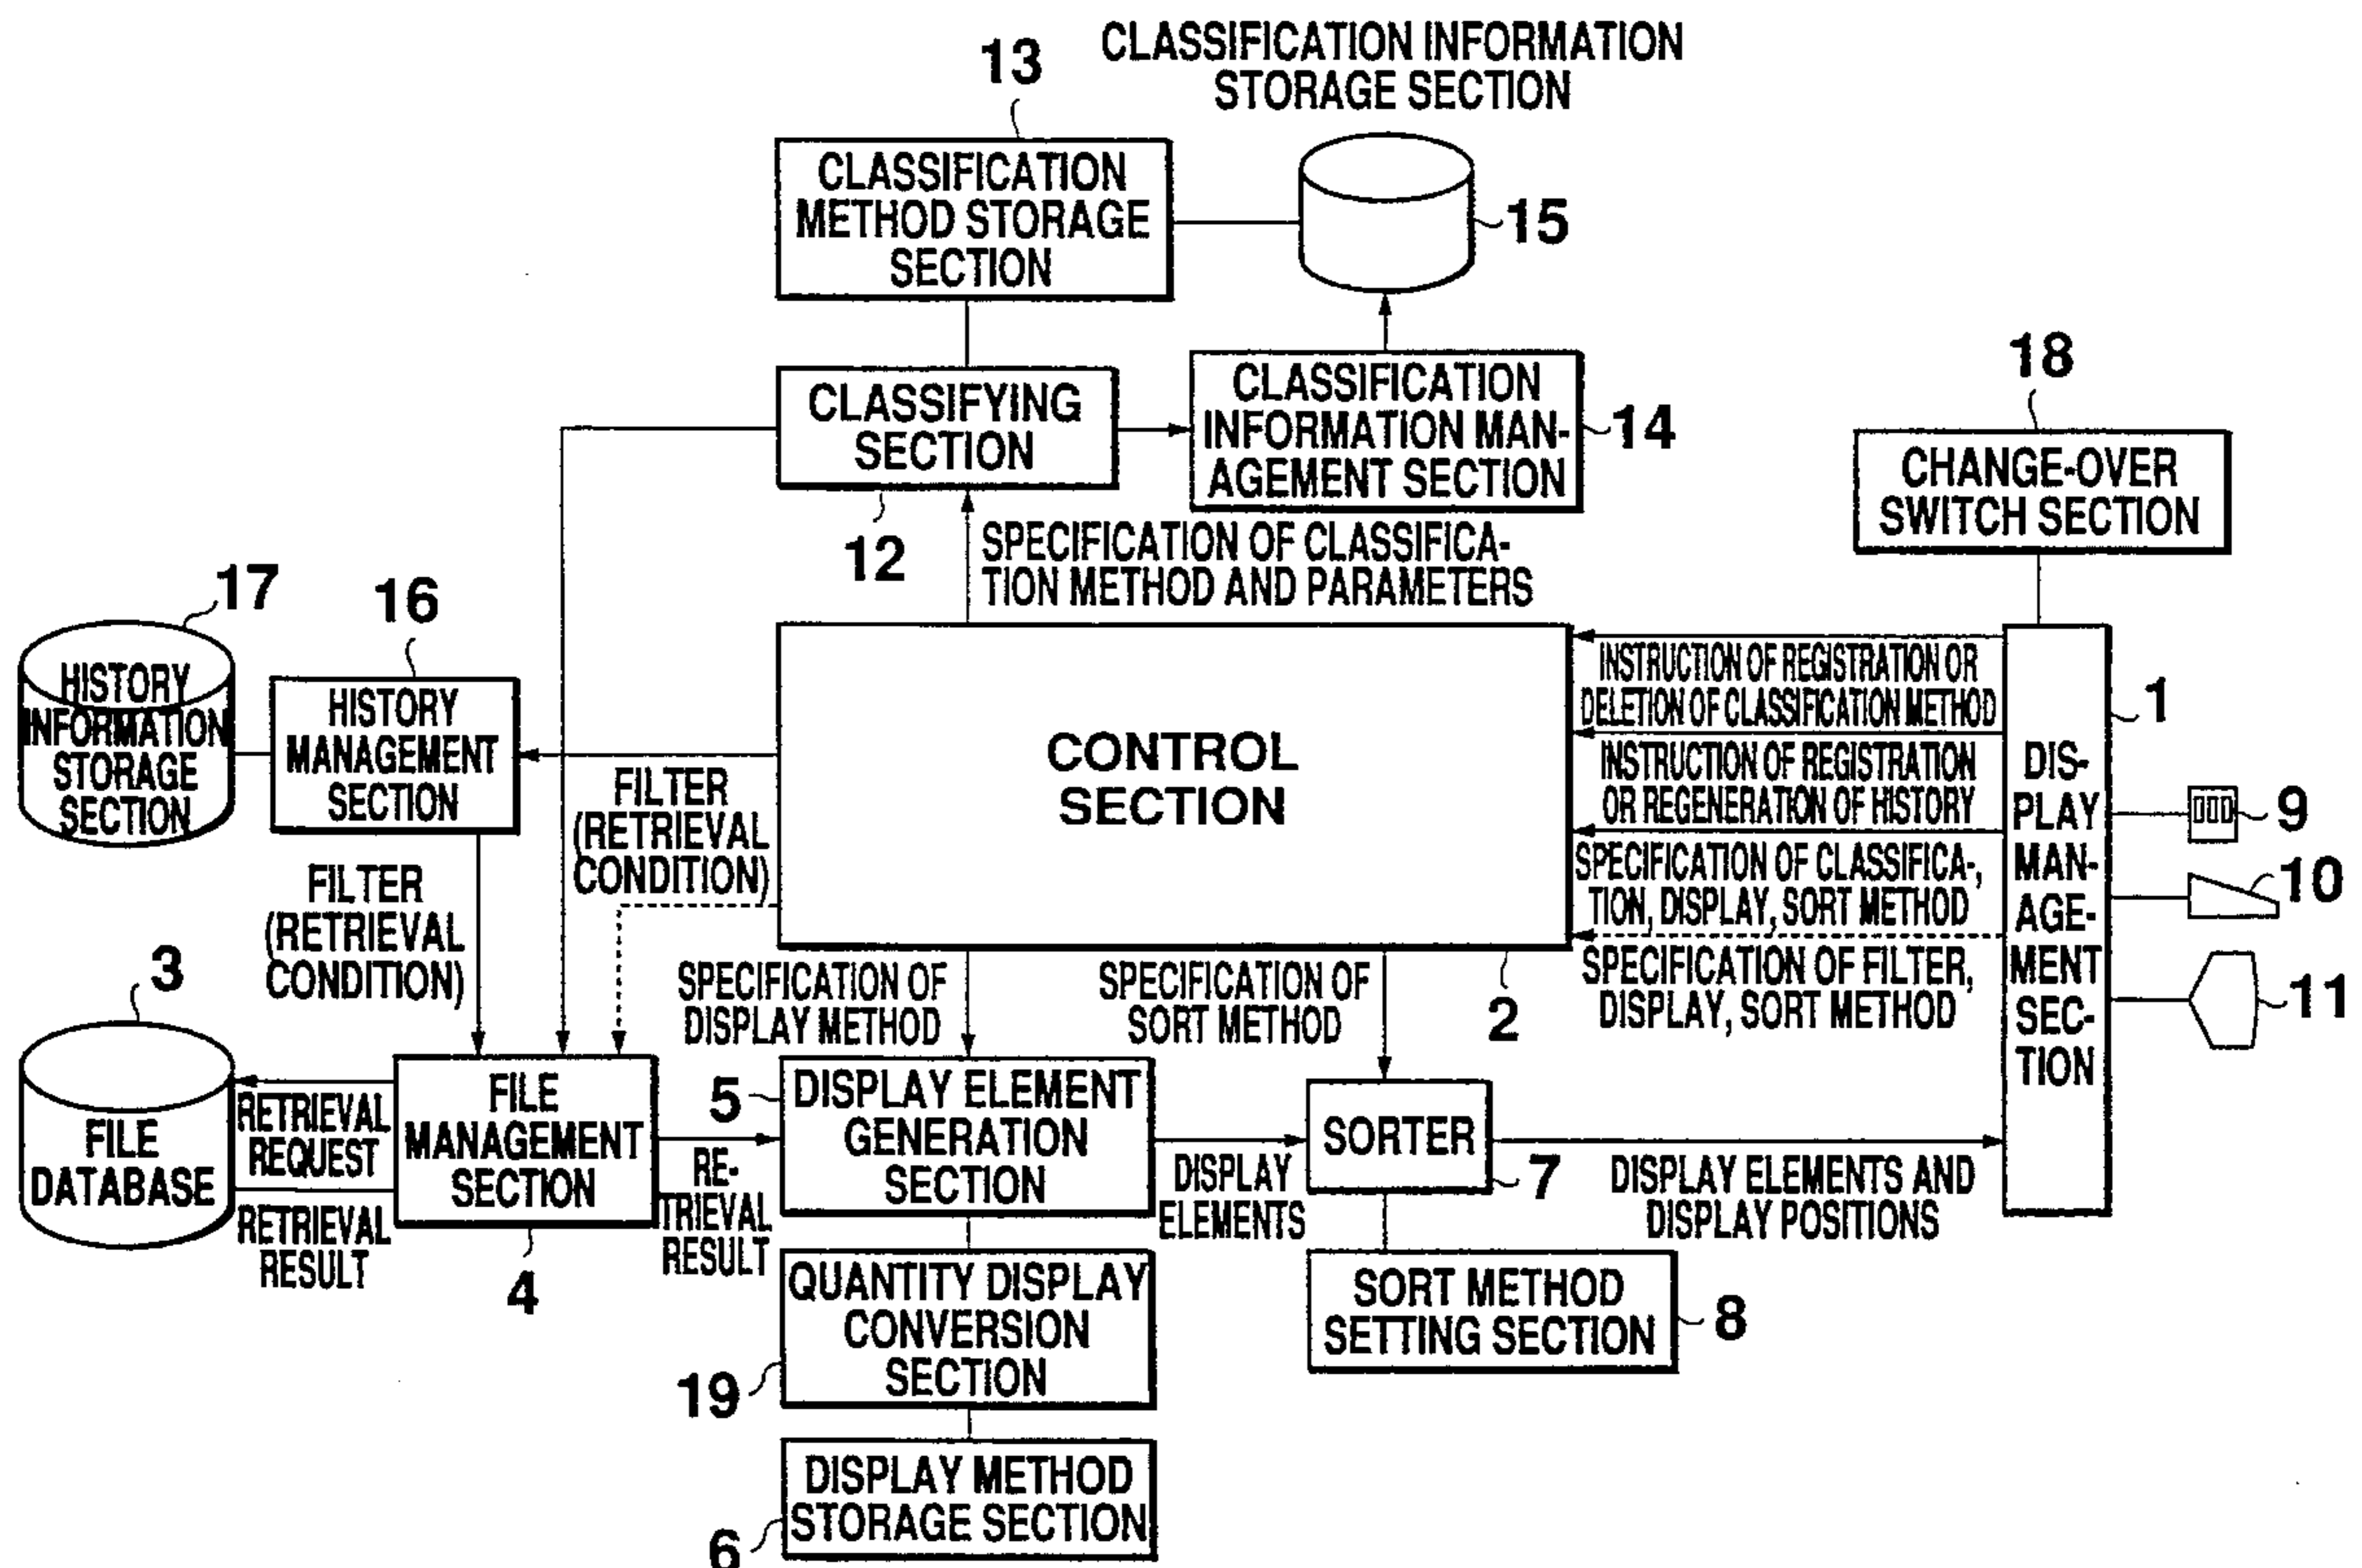 CLASSIFICATION INFORMATION
STORAGE SECTION
13
CLASSIFICATION
METHOD STORAGE
SECTION
15
CLASSIFYING
SECTION
12
CLASSIFICATION
INFORMATION MAN-
AGEMENT SECTION
14
18
CHANGE-OVER
SWITCH SECTION
SPECIFICATION OF CLASSIFICA-
TION METHOD AND PARAMETERS
17
HISTORY
INFORMATION
STORAGE
SECTION
16
HISTORY
MANAGEMENT
SECTION
FILTER
(RETRIEVAL
CONDITION)
FILTER
(RETRIEVAL
CONDITION)
CONTROL
SECTION
2
INSTRUCTION OF REGISTRATION OR
DELETION OF CLASSIFICATION METHOD
INSTRUCTION OF REGISTRATION
OR REGENERATION OF HISTORY
SPECIFICATION OF CLASSIFICA-,
TION, DISPLAY, SORT METHOD
SPECIFICATION OF FILTER,
DISPLAY, SORT METHOD
1
DIS-
PLAY
MAN-
AGE-
MENT
SEC-
TION
9
10
11
3
FILE
DATABASE
RETRIEVAL
REQUEST
RETRIEVAL
RESULT
FILE
MANAGEMENT
SECTION
4
RE-
TRIEVAL
RESULT
SPECIFICATION OF
DISPLAY METHOD
SPECIFICATION OF
SORT METHOD
5
DISPLAY ELEMENT
GENERATION
SECTION
DISPLAY
ELEMENTS
SORTER
7
DISPLAY ELEMENTS AND
DISPLAY POSITIONS
QUANTITY DISPLAY
CONVERSION
SECTION
19
SORT METHOD
SETTING SECTION
8
DISPLAY METHOD
STORAGE SECTION
6